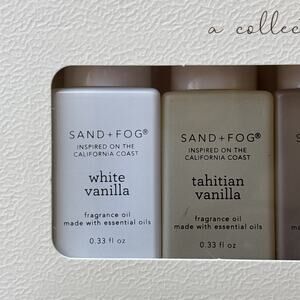 a collec
SAND + FOG®
INSPIRED ON THE
CALIFORNIA COAST
white
vanilla
fragrance oil
made with essential oils
0.33 fl oz
SAND + FOG®
INSPIRED ON THE
CALIFORNIA COAST
tahitian
vanilla
fragrance oil
made with essential oils
0.33 fl oz